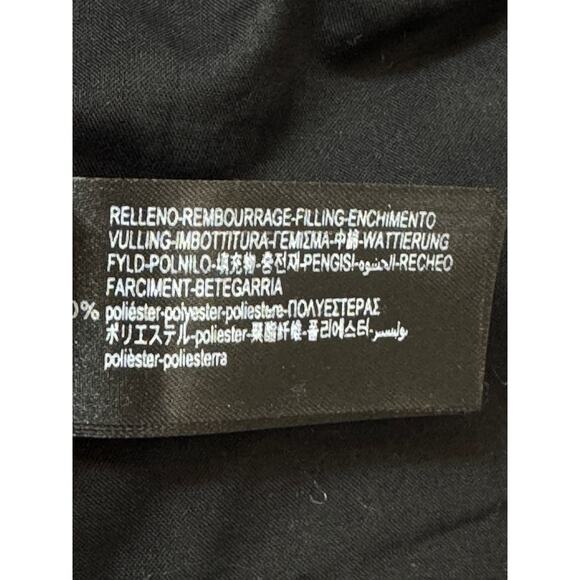 RELLENO-REMBOURRAGE-FILLING-ENCHIMENTO
VULLING-IMBOTTITURA-ΓΕΜΙΣΜΑ-中綿-WATTIERUNG
FYLD-POLNILO-填充物-충전재-PENGISI-الحشوه-RECHEO
FARCIMENT-BETEGARRIA
0% poliéster-polyester-poliestere-ΠΟΛΥΕΣΤΕΡΑΣ
ポリエステル-poliester-聚酯纤维-폴리에스터-بوليستر
polièster-poliesterra